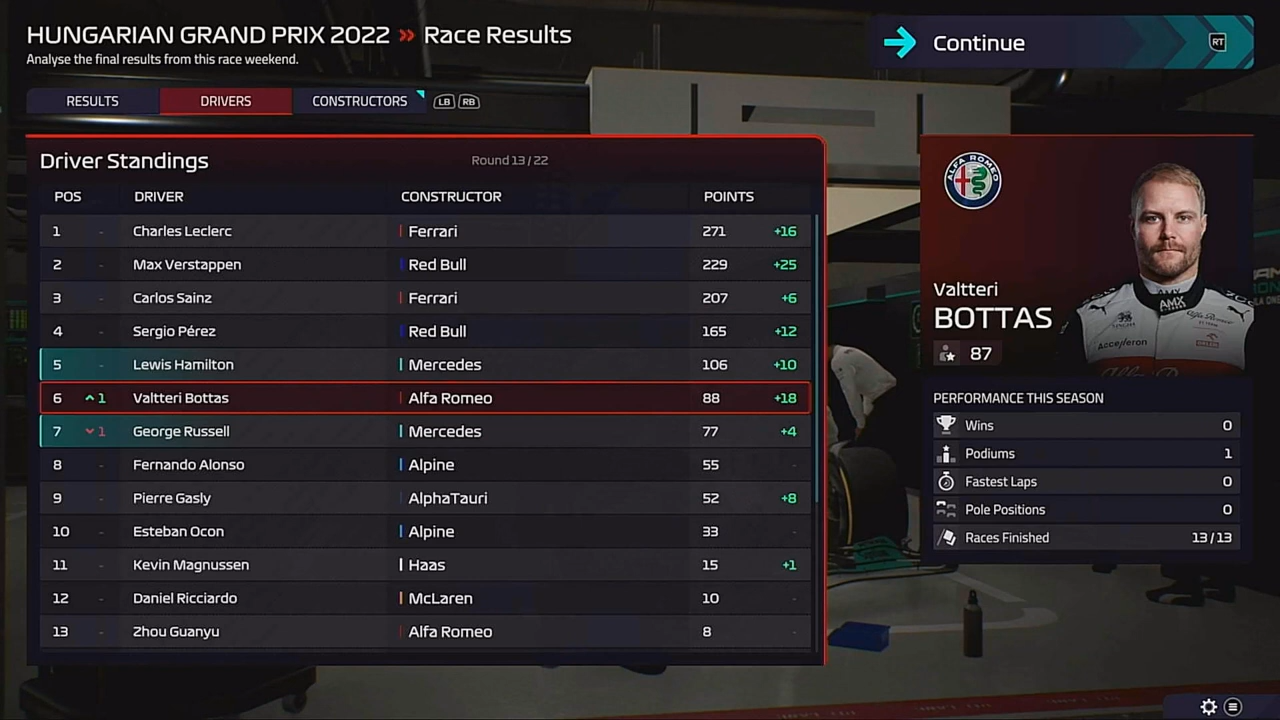 HUNGARIAN GRAND PRIX 2022 » Race Results
Analyse the final results from this race weekend.
Continue RT
RESULTS DRIVERS CONSTRUCTORS LB RB
Driver Standings Round 13 / 22
POS DRIVER CONSTRUCTOR POINTS
1 - Charles Leclerc Ferrari 271 +16
2 - Max Verstappen Red Bull 229 +25
3 - Carlos Sainz Ferrari 207 +6
4 - Sergio Pérez Red Bull 165 +12
5 - Lewis Hamilton Mercedes 106 +10
6 1 Valtteri Bottas Alfa Romeo 88 +18
7 1 George Russell Mercedes 77 +4
8 - Fernando Alonso Alpine 55 -
9 - Pierre Gasly AlphaTauri 52 +8
10 - Esteban Ocon Alpine 33 -
11 - Kevin Magnussen Haas 15 +1
12 - Daniel Ricciardo McLaren 10 -
13 - Zhou Guanyu Alfa Romeo 8 -
ALFA ROMEO
Valtteri
BOTTAS
87
AMX
Acceleron
ORLEN
Alfa Romeo
PERFORMANCE THIS SEASON
Wins 0
Podiums 1
Fastest Laps 0
Pole Positions 0
Races Finished 13 / 13